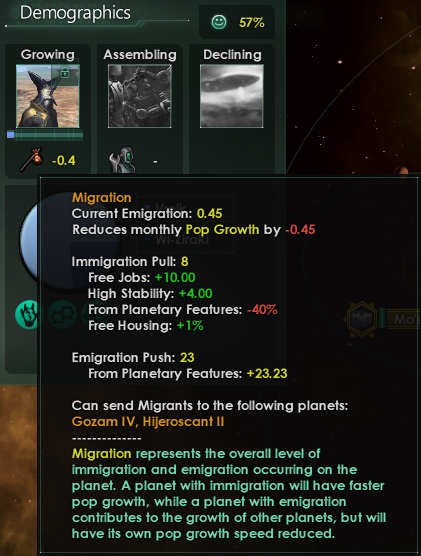 Demographics
57%
Growing
Assembling
Declining
-0.4
-
Migration
Current Emigration: 0.45
Reduces monthly Pop Growth by -0.45
Immigration Pull: 8
Free Jobs: +10.00
High Stability: +4.00
From Planetary Features: -40%
Free Housing: +1%
Emigration Push: 23
From Planetary Features: +23.23
Can send Migrants to the following planets:
Gozam IV, Hijeroscant II
--------------
Migration represents the overall level of
immigration and emigration occurring on the
planet. A planet with immigration will have faster
pop growth, while a planet with emigration
contributes to the growth of other planets, but will
have its own pop growth speed reduced.